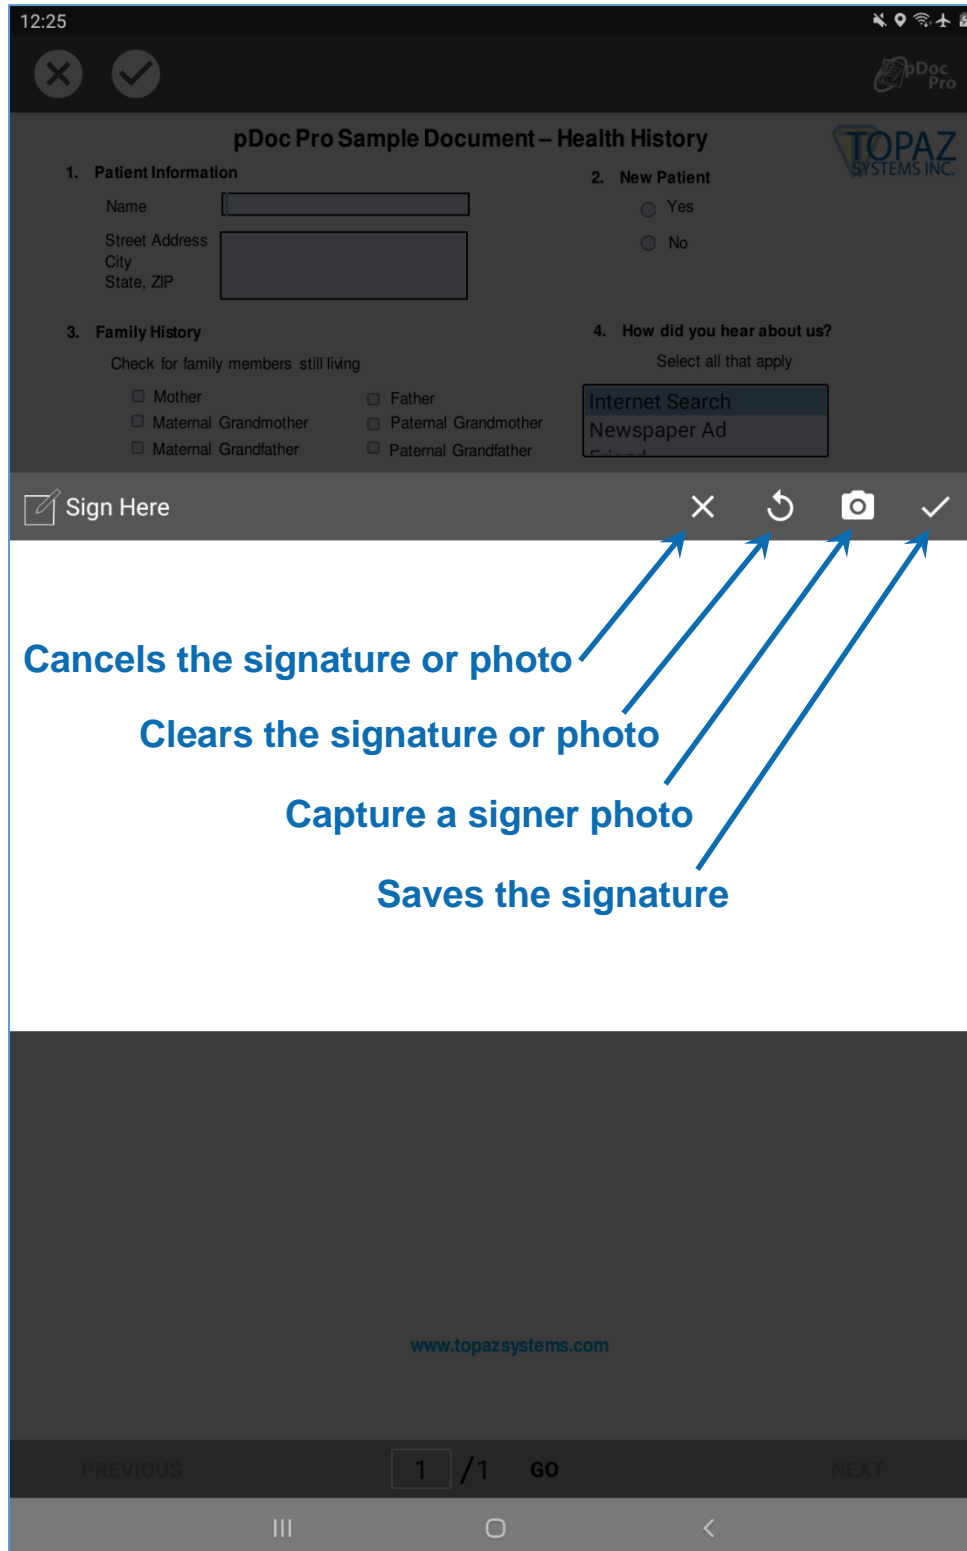 12:25
pDoc
Pro
pDoc Pro Sample Document – Health History
TOPAZ
SYSTEMS INC.
1. Patient Information
2. New Patient
Name
Yes
Street Address
No
City
State, ZIP
3. Family History
4. How did you hear about us?
Check for family members still living
Select all that apply
Mother
Father
Internet Search
Maternal Grandmother
Paternal Grandmother
Newspaper Ad
Maternal Grandfather
Paternal Grandfather
Friend
Sign Here
Cancels the signature or photo
Clears the signature or photo
Capture a signer photo
Saves the signature
www.topazsystems.com
PREVIOUS
1 /1 GO
NEXT